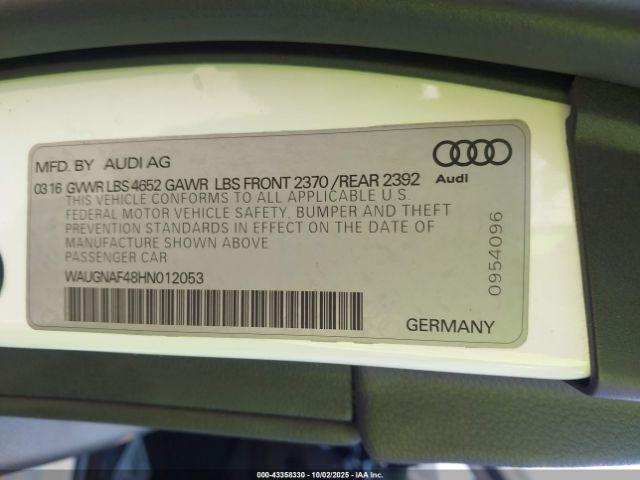 MFD. BY AUDI AG
03 16 GVWR LBS 4652 GAWR LBS FRONT 2370 /REAR 2392
THIS VEHICLE CONFORMS TO ALL APPLICABLE U.S.
FEDERAL MOTOR VEHICLE SAFETY, BUMPER AND THEFT
PREVENTION STANDARDS IN EFFECT ON THE DATE OF
MANUFACTURE SHOWN ABOVE
PASSENGER CAR
WAUGNAF48HN012053
Audi
0954096
GERMANY
000-43358330 - 10/02/2025 - IAA Inc.